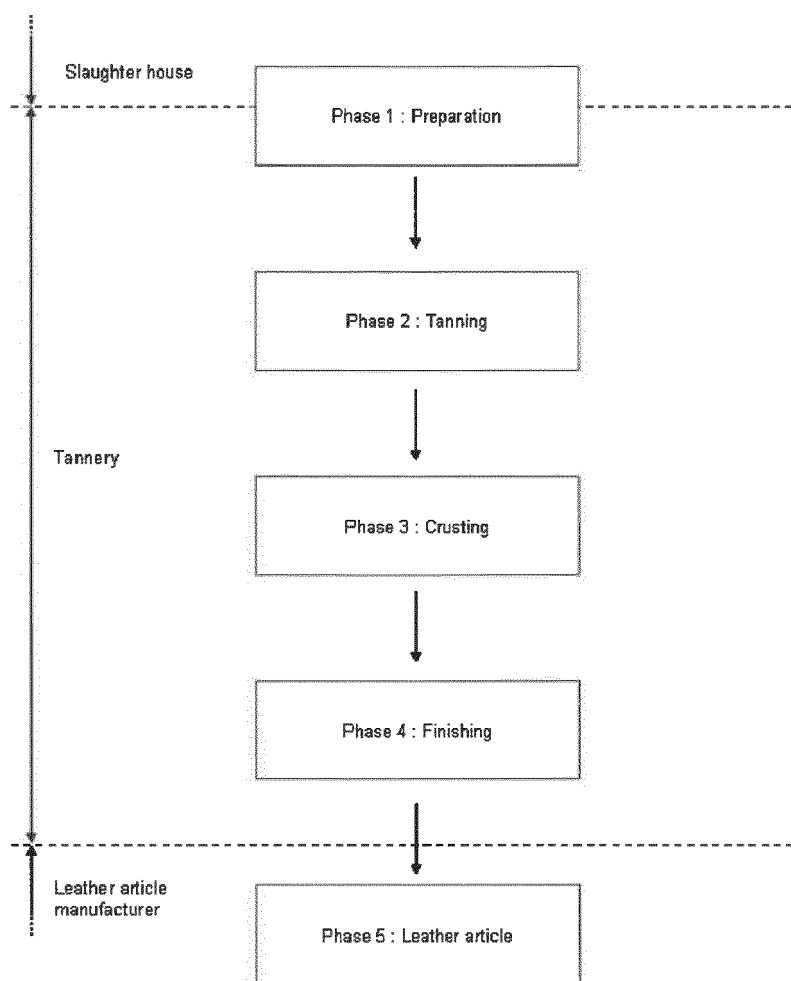 Slaughter house
Phase 1 : Preparation
Phase 2 : Tanning
Tannery
Phase 3 : Crusting
Phase 4 : Finishing
Leather article
manufacturer
Phase 5 : Leather article